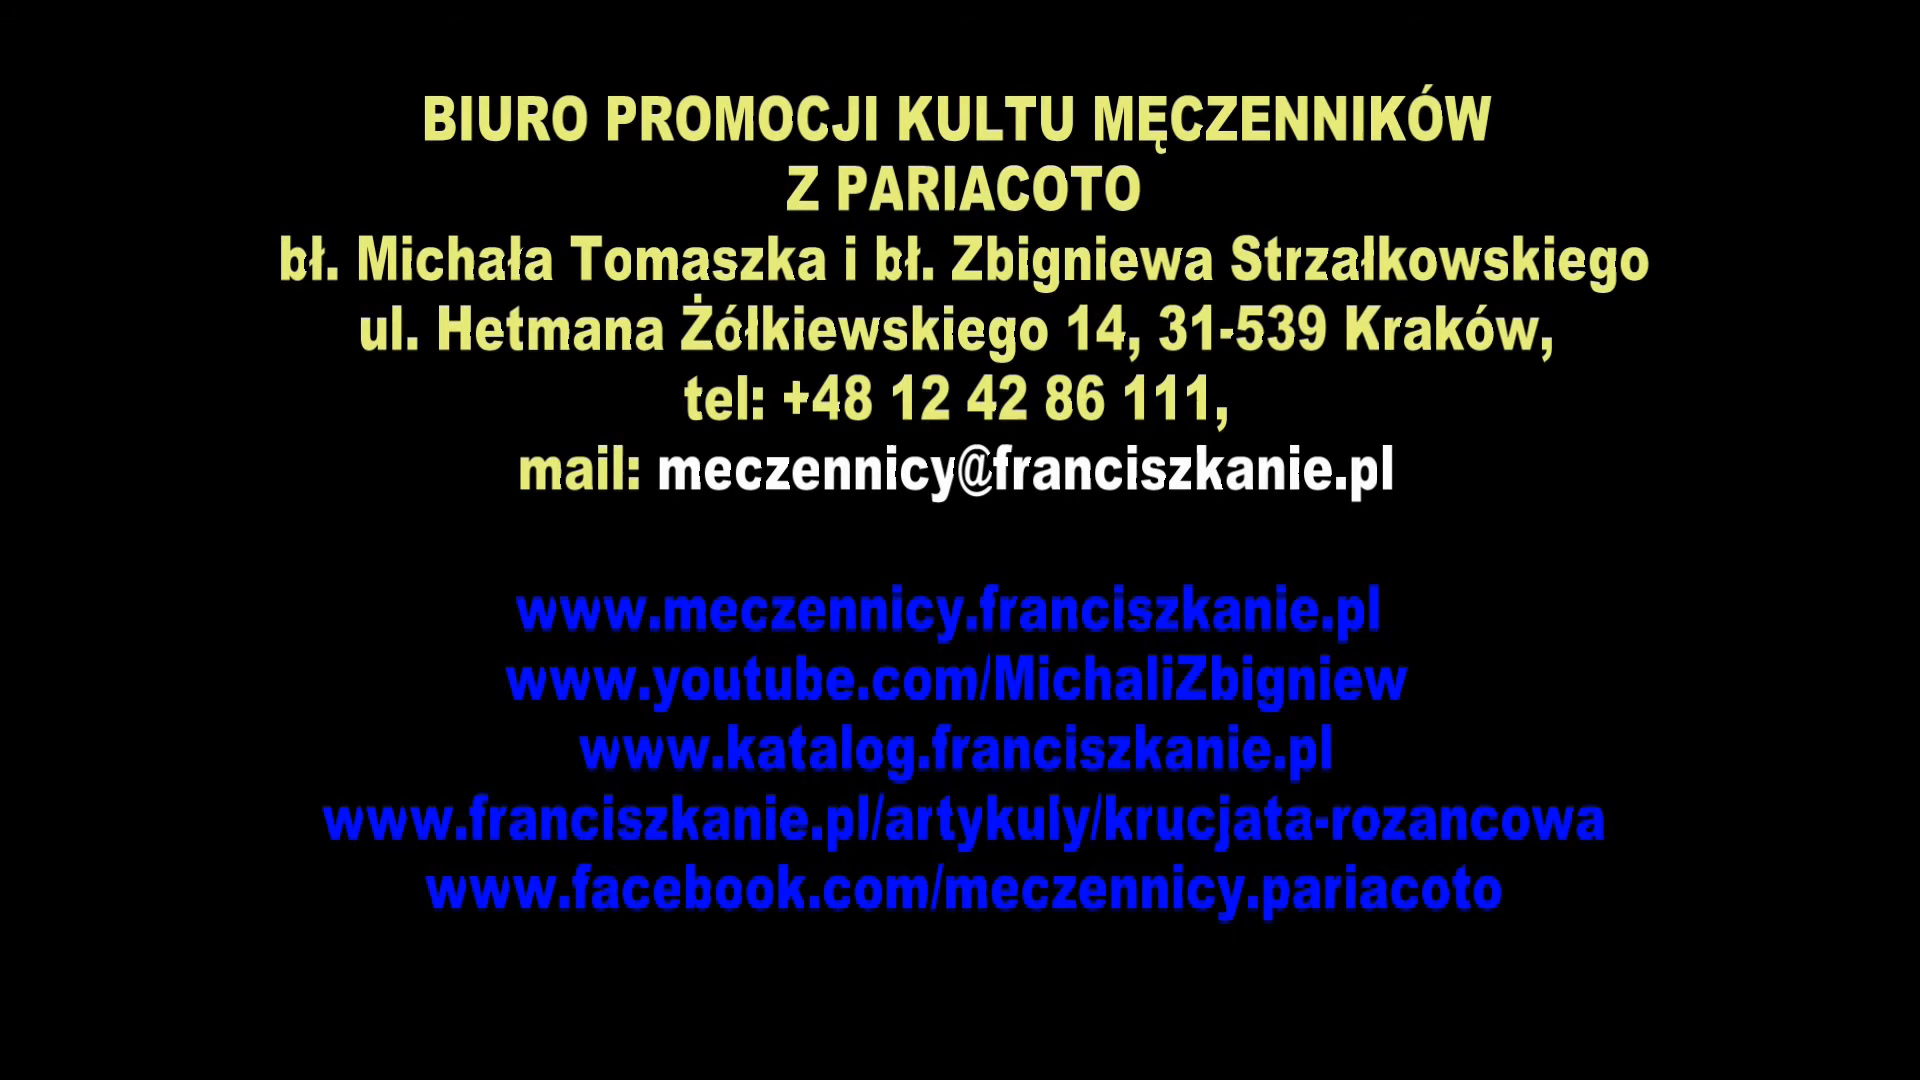 BIURO PROMOCJI KULTU MĘCZENNIKÓW
Z PARIACOTO
bł. Michała Tomaszka i bł. Zbigniewa Strzałkowskiego
ul. Hetmana Żółkiewskiego 14, 31-539 Kraków,
tel: +48 12 42 86 111,
mail: meczennicy@franciszkanie.pl
www.meczennicy.franciszkanie.pl
www.youtube.com/MichaliZbigniew
www.katalog.franciszkanie.pl
www.franciszkanie.pl/artykuly/krucjata-rozancowa
www.facebook.com/meczennicy.pariacoto